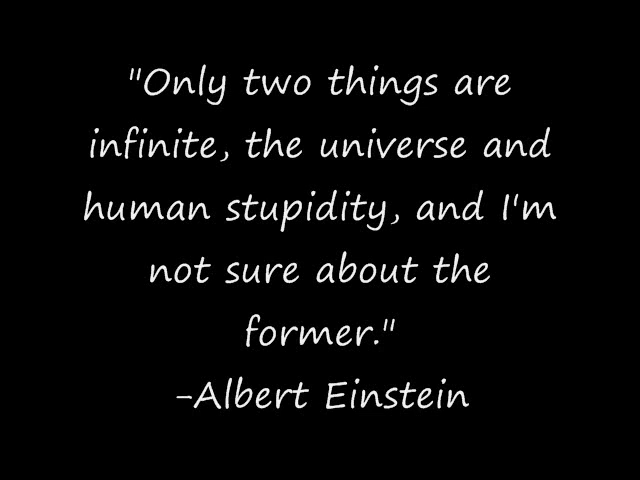 "Only two things are
infinite, the universe and
human stupidity, and I'm
not sure about the
former."
-Albert Einstein